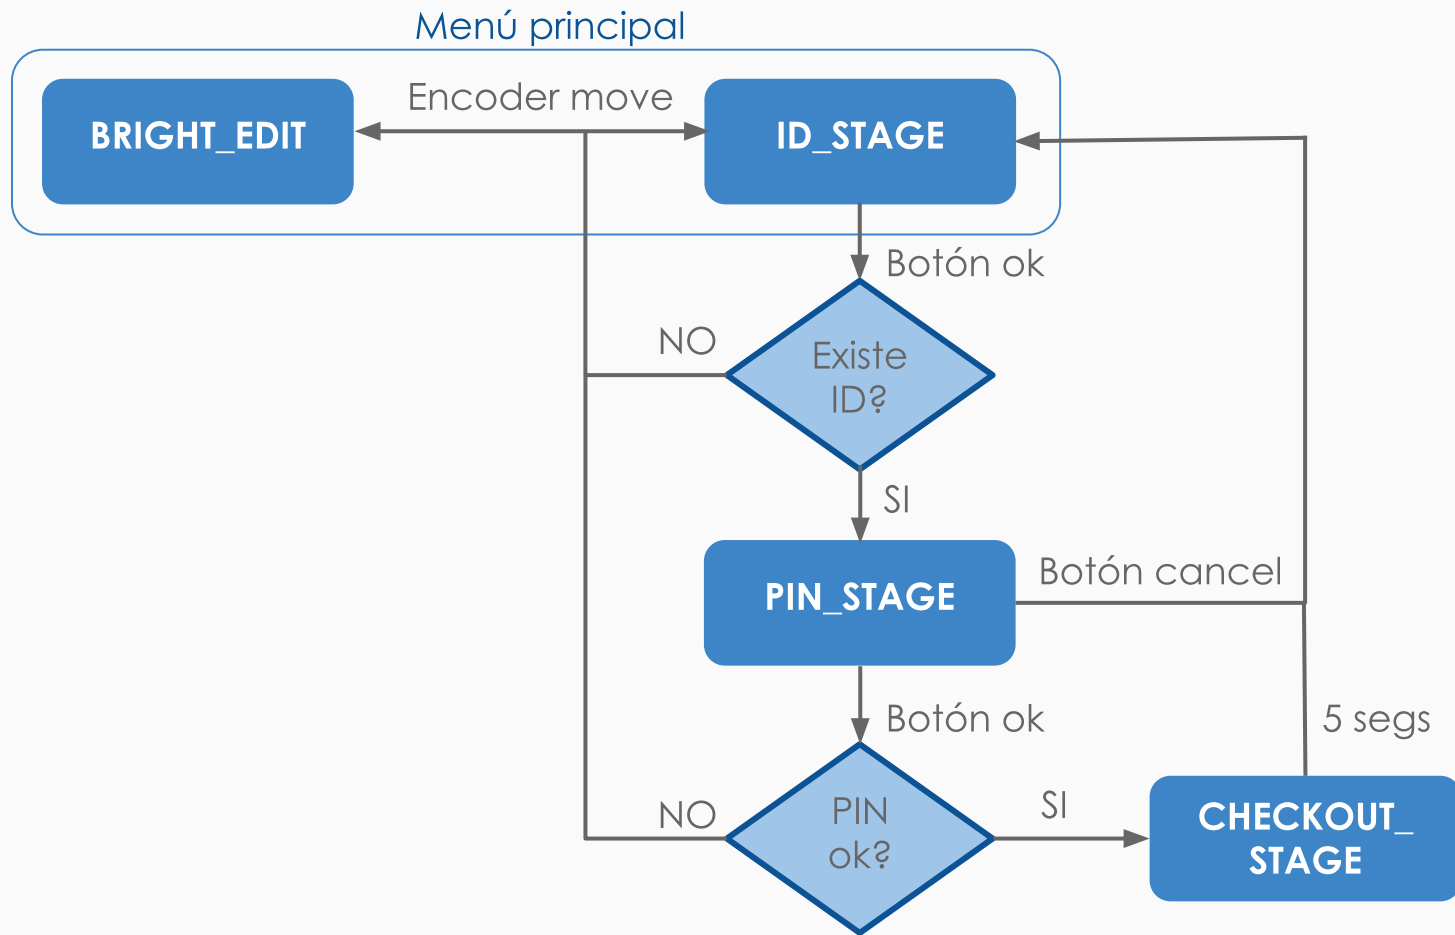 Menú principal
BRIGHT_EDIT
Encoder move
ID_STAGE
Botón ok
NO
Existe
ID?
SI
PIN_STAGE
Botón cancel
Botón ok
5 segs
NO
PIN
ok?
SI
CHECKOUT_
STAGE